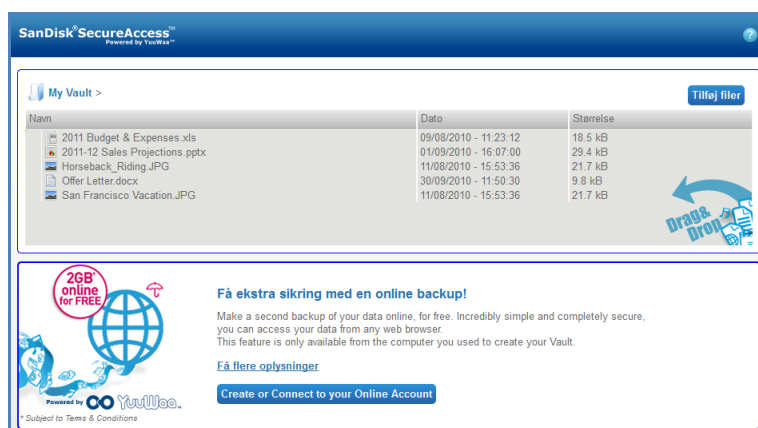 SanDisk® SecureAccess™
Powered by YuuWaa™
?
My Vault >
Tilføj filer
Navn Dato Størrelse
2011 Budget & Expenses.xls 09/08/2010 - 11:23:12 18.5 kB
2011-12 Sales Projections.pptx 01/09/2010 - 16:07:00 29.4 kB
Horseback_Riding.JPG 11/08/2010 - 15:53:36 21.7 kB
Offer Letter.docx 30/09/2010 - 11:50:30 9.8 kB
San Francisco Vacation.JPG 11/08/2010 - 15:53:36 21.7 kB
Drag&
Drop
2GB*
online
for FREE
Få ekstra sikring med en online backup!
Make a second backup of your data online, for free. Incredibly simple and completely secure,
you can access your data from any web browser.
This feature is only available from the computer you used to create your Vault.
Få flere oplysninger
Create or Connect to your Online Account
Powered by YuuWaa™
* Subject to Terms & Conditions